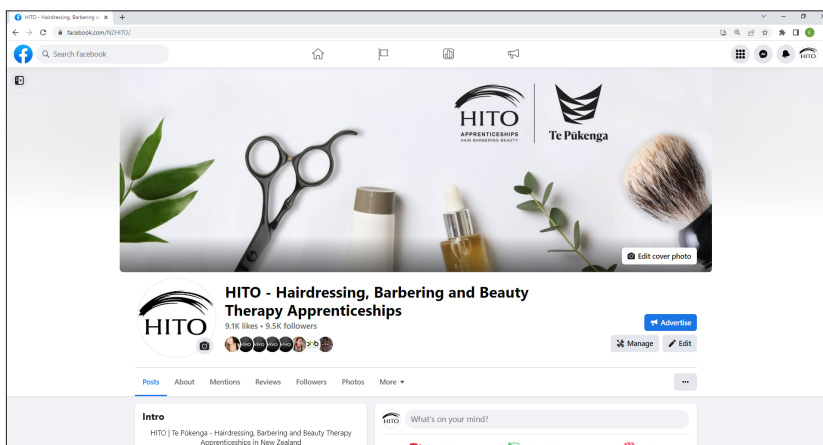 HITO - Hairdressing, Barbering a
facebook.com/NZHITO/
Search Facebook
HITO
HITO
APPRENTICESHIPS
HAIR BARBERING BEAUTY
Te Pūkenga
Edit cover photo
HITO
HITO - Hairdressing, Barbering and Beauty
Therapy Apprenticeships
9.1K likes • 9.5K followers
Advertise
Manage
Edit
Posts About Mentions Reviews Followers Photos More
Intro
HITO | Te Pūkenga - Hairdressing, Barbering and Beauty Therapy
Apprenticeships in New Zealand
HITO
What's on your mind?